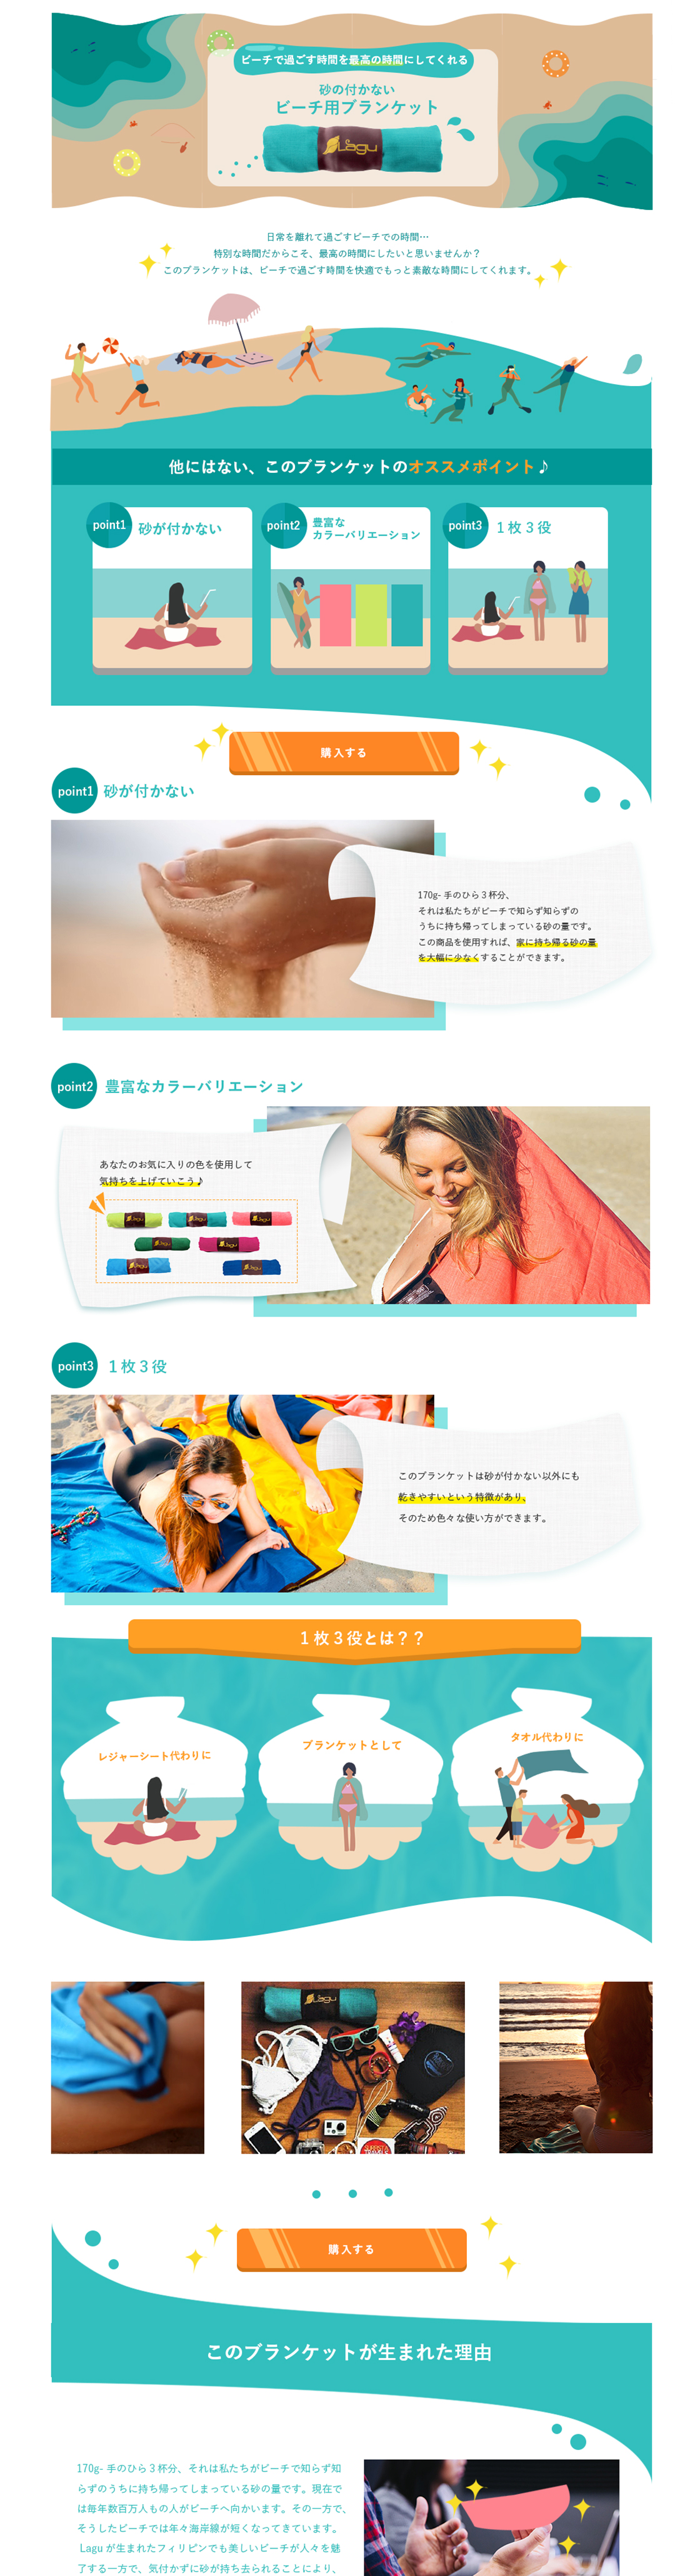 ビーチで過ごす時間を最高の時間にしてくれる
砂の付かない
ビーチ用ブランケット
Lagu
日常を離れて過ごすビーチでの時間…
特別な時間だからこそ、最高の時間にしたいと思いませんか？
このブランケットは、ビーチで過ごす時間を快適でもっと素敵な時間にしてくれます。
他にはない、このブランケットのオススメポイント♪
point1 砂が付かない
point2 豊富な
カラーバリエーション
point3 １枚３役
購入する
point1 砂が付かない
170g- 手のひら３杯分、
それは私たちがビーチで知らず知らずの
うちに持ち帰ってしまっている砂の量です。
この商品を使用すれば、家に持ち帰る砂の量
を大幅に少なくすることができます。
point2 豊富なカラーバリエーション
あなたのお気に入りの色を使用して
気持ちを上げていこう♪
point3 １枚３役
このブランケットは砂が付かない以外にも
乾きやすいという特徴があり、
そのため色々な使い方ができます。
１枚３役とは？？
レジャーシート代わりに
ブランケットとして
タオル代わりに
Lagu
購入する
このブランケットが生まれた理由
170g- 手のひら３杯分、それは私たちがビーチで知らず知
らずのうちに持ち帰ってしまっている砂の量です。現在で
は毎年数百万人もの人がビーチへ向かいます。その一方で、
そうしたビーチでは年々海岸線が短くなってきています。
Lagu が生まれたフィリピンでも美しいビーチが人々を魅
了する一方で、気付かずに砂が持ち去られることにより、